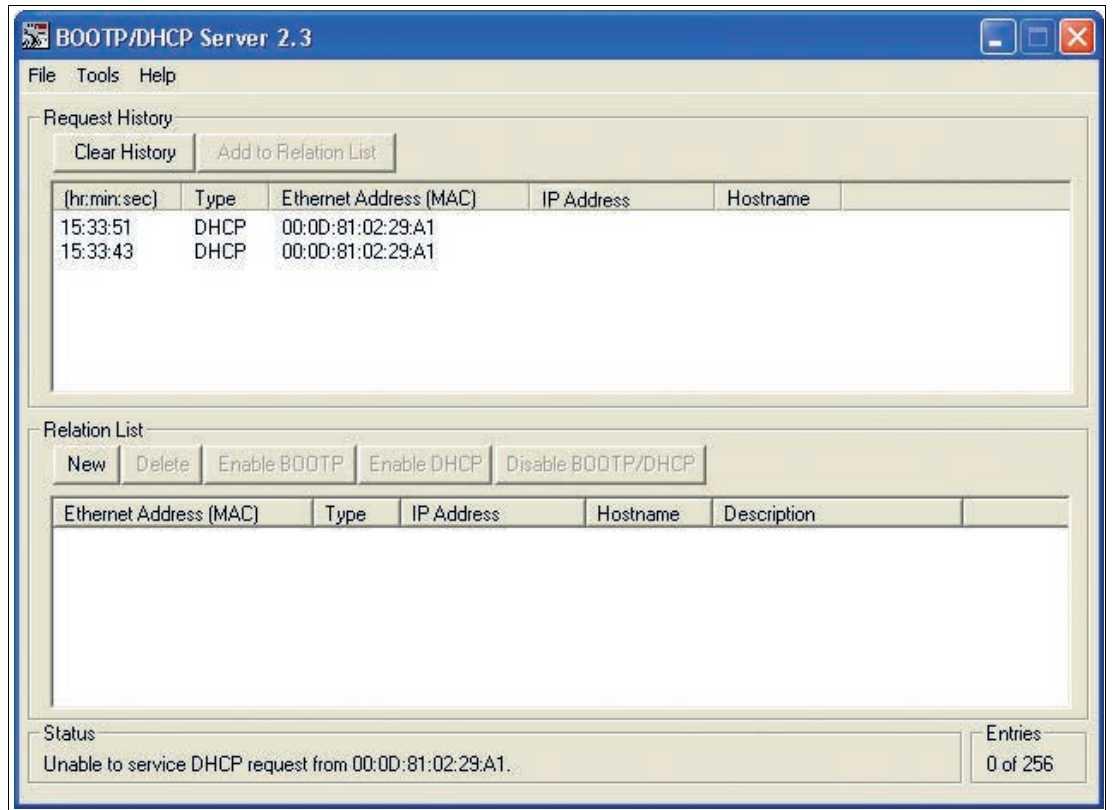 BOOTP/DHCP Server 2.3
File Tools Help
Request History
Clear History Add to Relation List
(hr:min:sec) Type Ethernet Address (MAC) IP Address Hostname
15:33:51 DHCP 00:0D:81:02:29:A1
15:33:43 DHCP 00:0D:81:02:29:A1
Relation List
New Delete Enable BOOTP Enable DHCP Disable BOOTP/DHCP
Ethernet Address (MAC) Type IP Address Hostname Description
Status Entries
Unable to service DHCP request from 00:0D:81:02:29:A1. 0 of 256